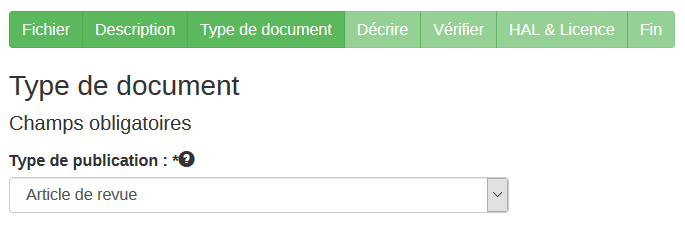 Fichier Description Type de document Décrire Vérifier HAL & Licence Fin
Type de document
Champs obligatoires
Type de publication : *?
Article de revue